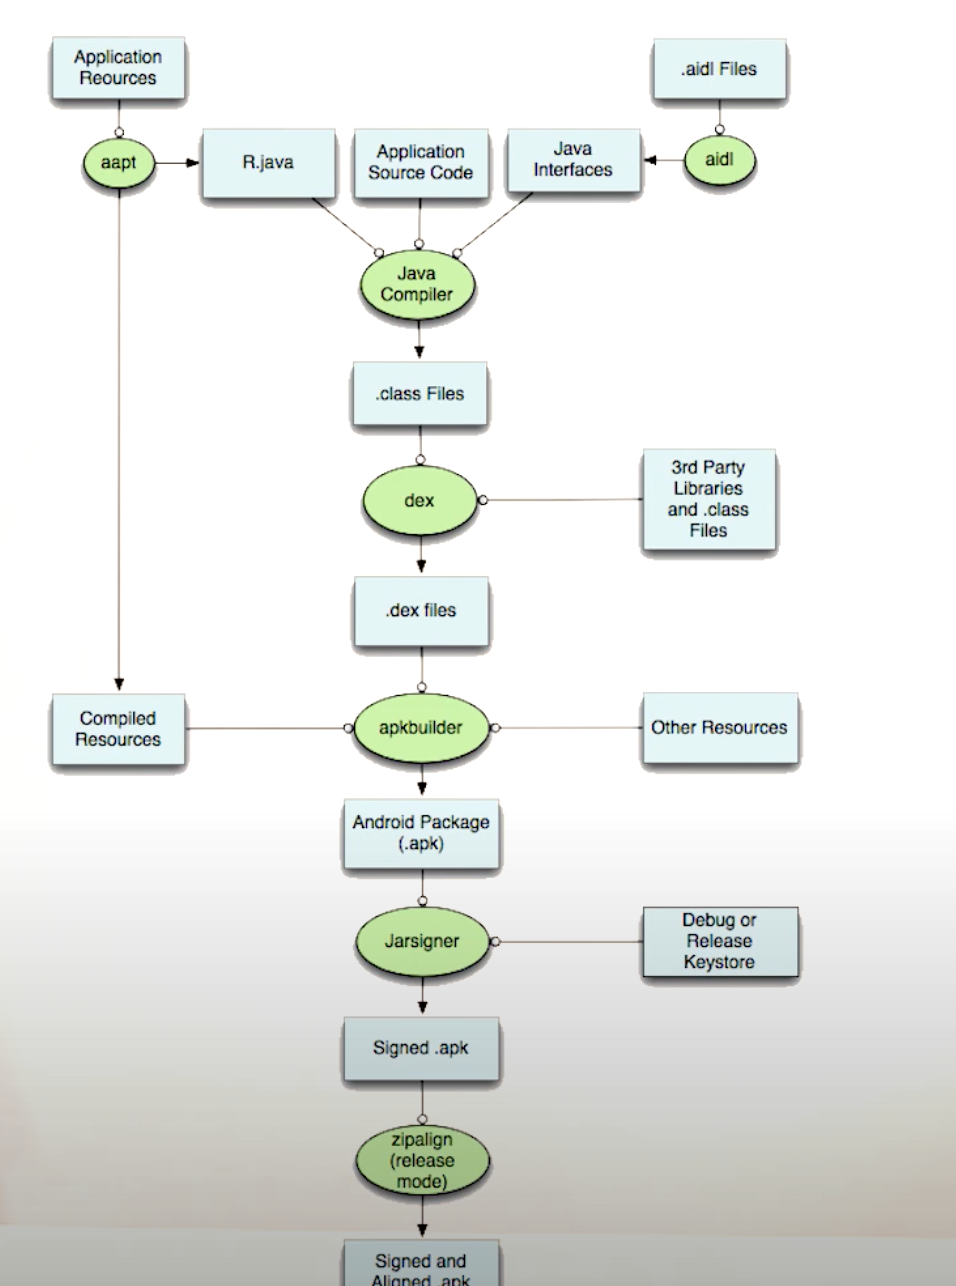 Application
Reources
.aidl Files
aapt
R.java
Application
Source Code
Java
Interfaces
aidl
Java
Compiler
.class Files
dex
3rd Party
Libraries
and .class
Files
.dex files
Compiled
Resources
apkbuilder
Other Resources
Android Package
(.apk)
Jarsigner
Debug or
Release
Keystore
Signed .apk
zipalign
(release
mode)
Signed and
Aligned .apk